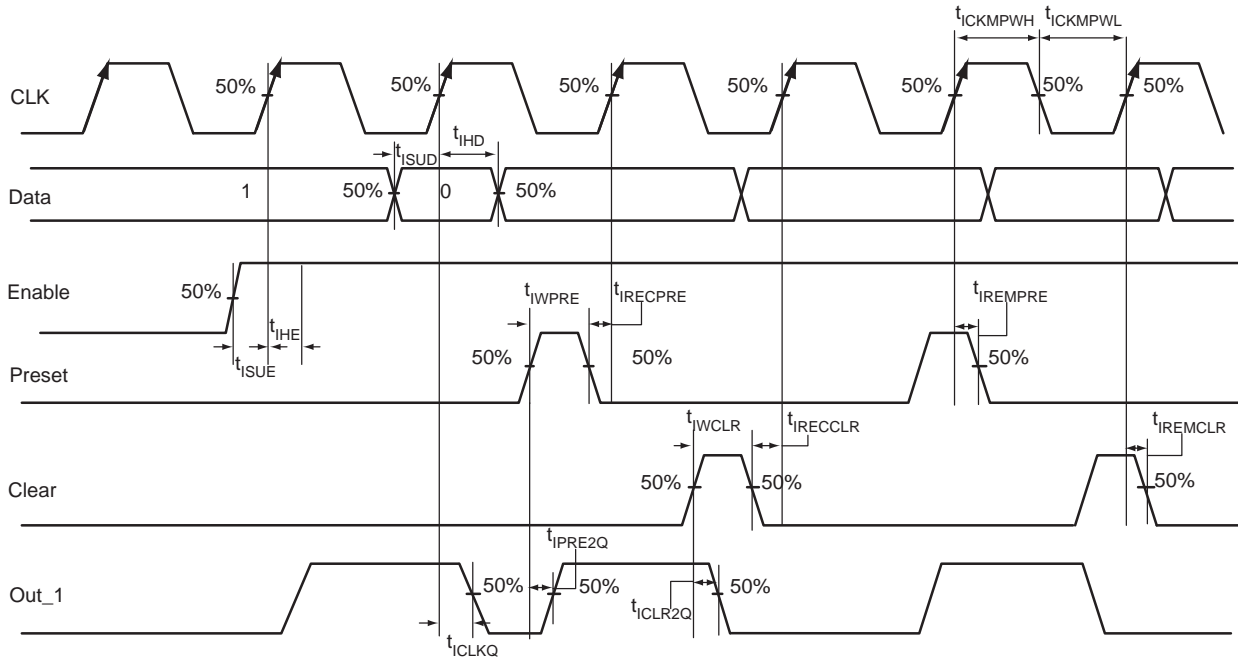 tICKMPWH tICKMPWL
CLK 50% 50% 50% 50% 50% 50% 50%
tISUD tIHD
Data 1 50% 0 50%
Enable 50% tIHE tISUE
tIWPRE tIRECPRE tIREMPRE
Preset 50% 50% 50%
tIWCLR tIRECCLR tIREMCLR
Clear 50% 50% 50%
tIPRE2Q
Out_1 50% 50% 50%
tICLKQ tICLR2Q